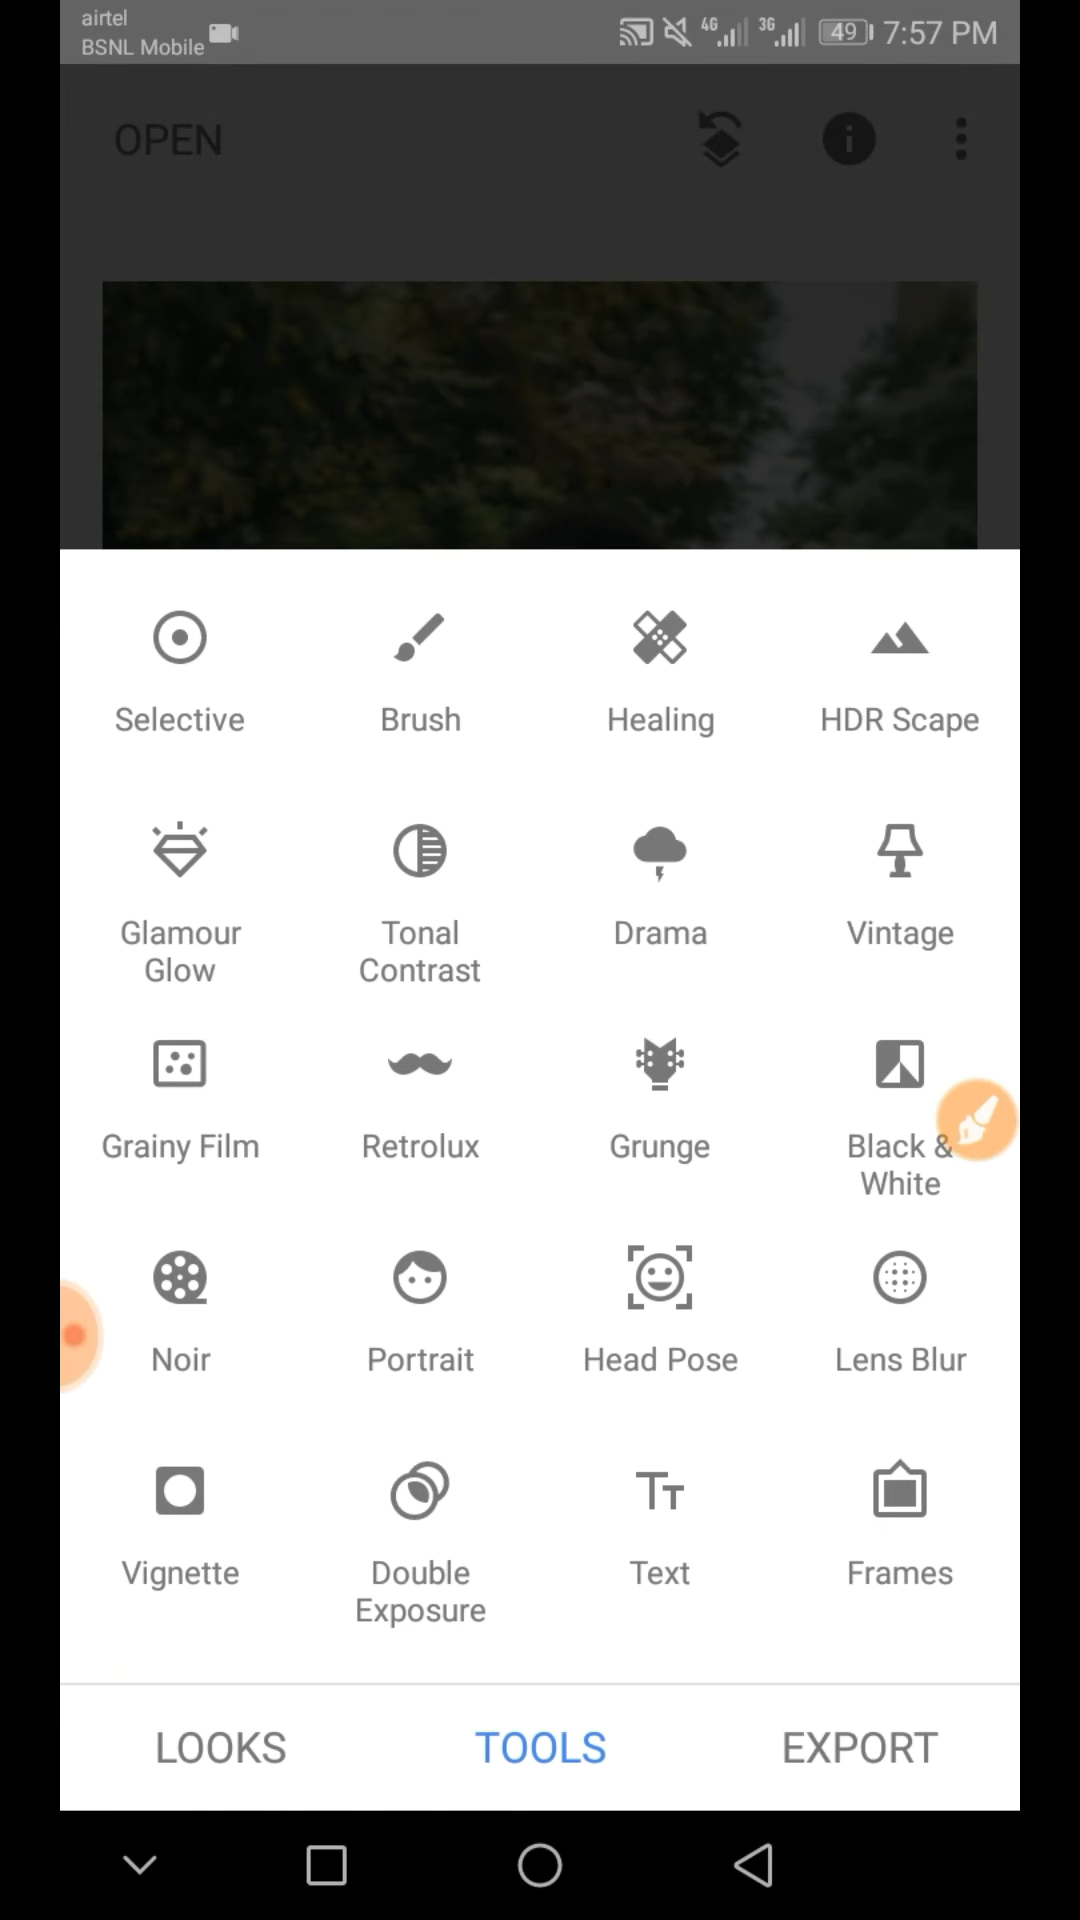 airtel
BSNL Mobile
4G
3G
49
7:57 PM
OPEN
Selective
Brush
Healing
HDR Scape
Glamour
Glow
Tonal
Contrast
Drama
Vintage
Grainy Film
Retrolux
Grunge
Black &
White
Noir
Portrait
Head Pose
Lens Blur
Vignette
Double
Exposure
Text
Frames
LOOKS
TOOLS
EXPORT